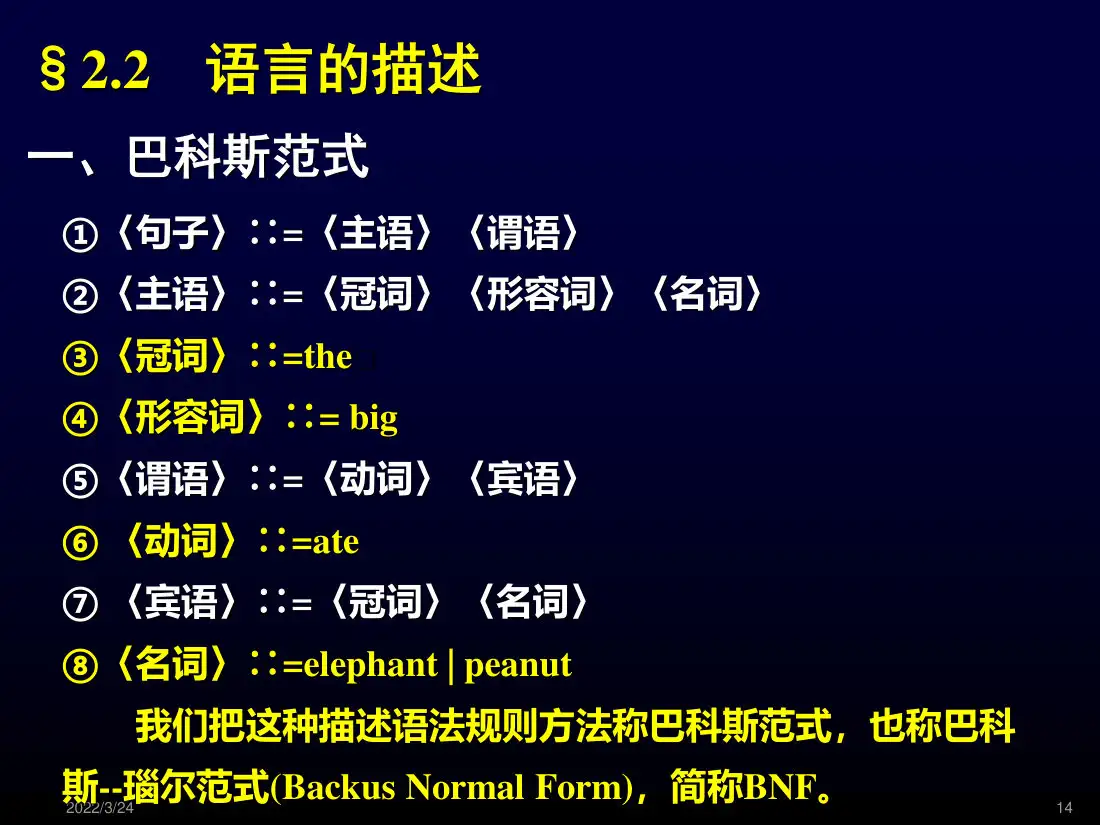 §2.2 语言的描述
一、巴科斯范式
①〈句子〉∷=〈主语〉〈谓语〉
②〈主语〉∷=〈冠词〉〈形容词〉〈名词〉
③〈冠词〉∷=the
④〈形容词〉∷= big
⑤〈谓语〉∷=〈动词〉〈宾语〉
⑥ 〈动词〉∷=ate
⑦ 〈宾语〉∷=〈冠词〉〈名词〉
⑧〈名词〉∷=elephant | peanut
我们把这种描述语法规则方法称巴科斯范式，也称巴科
斯--瑙尔范式(Backus Normal Form)，简称BNF。
2022/3/24
14